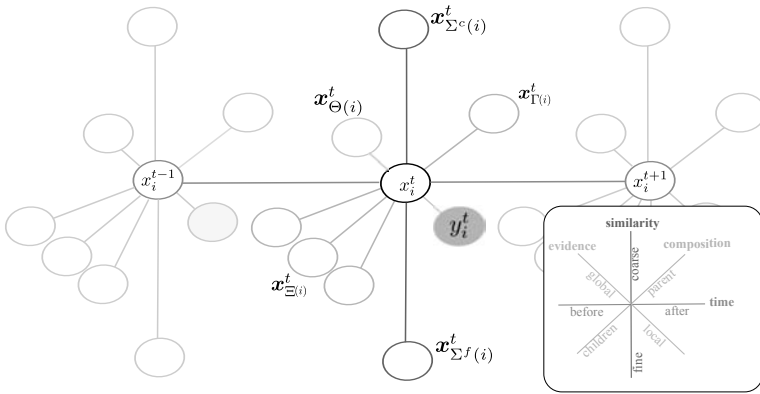 x^t_{Σ^c(i)}
x^t_{Θ(i)}
x^t_{Γ(i)}
x_i^{t−1}
x_i^t
x_i^{t+1}
y_i^t
x^t_{Ξ(i)}
x^t_{Σ^f(i)}
similarity
evidence
composition
coarse
global
parent
time
before
after
children
local
fine